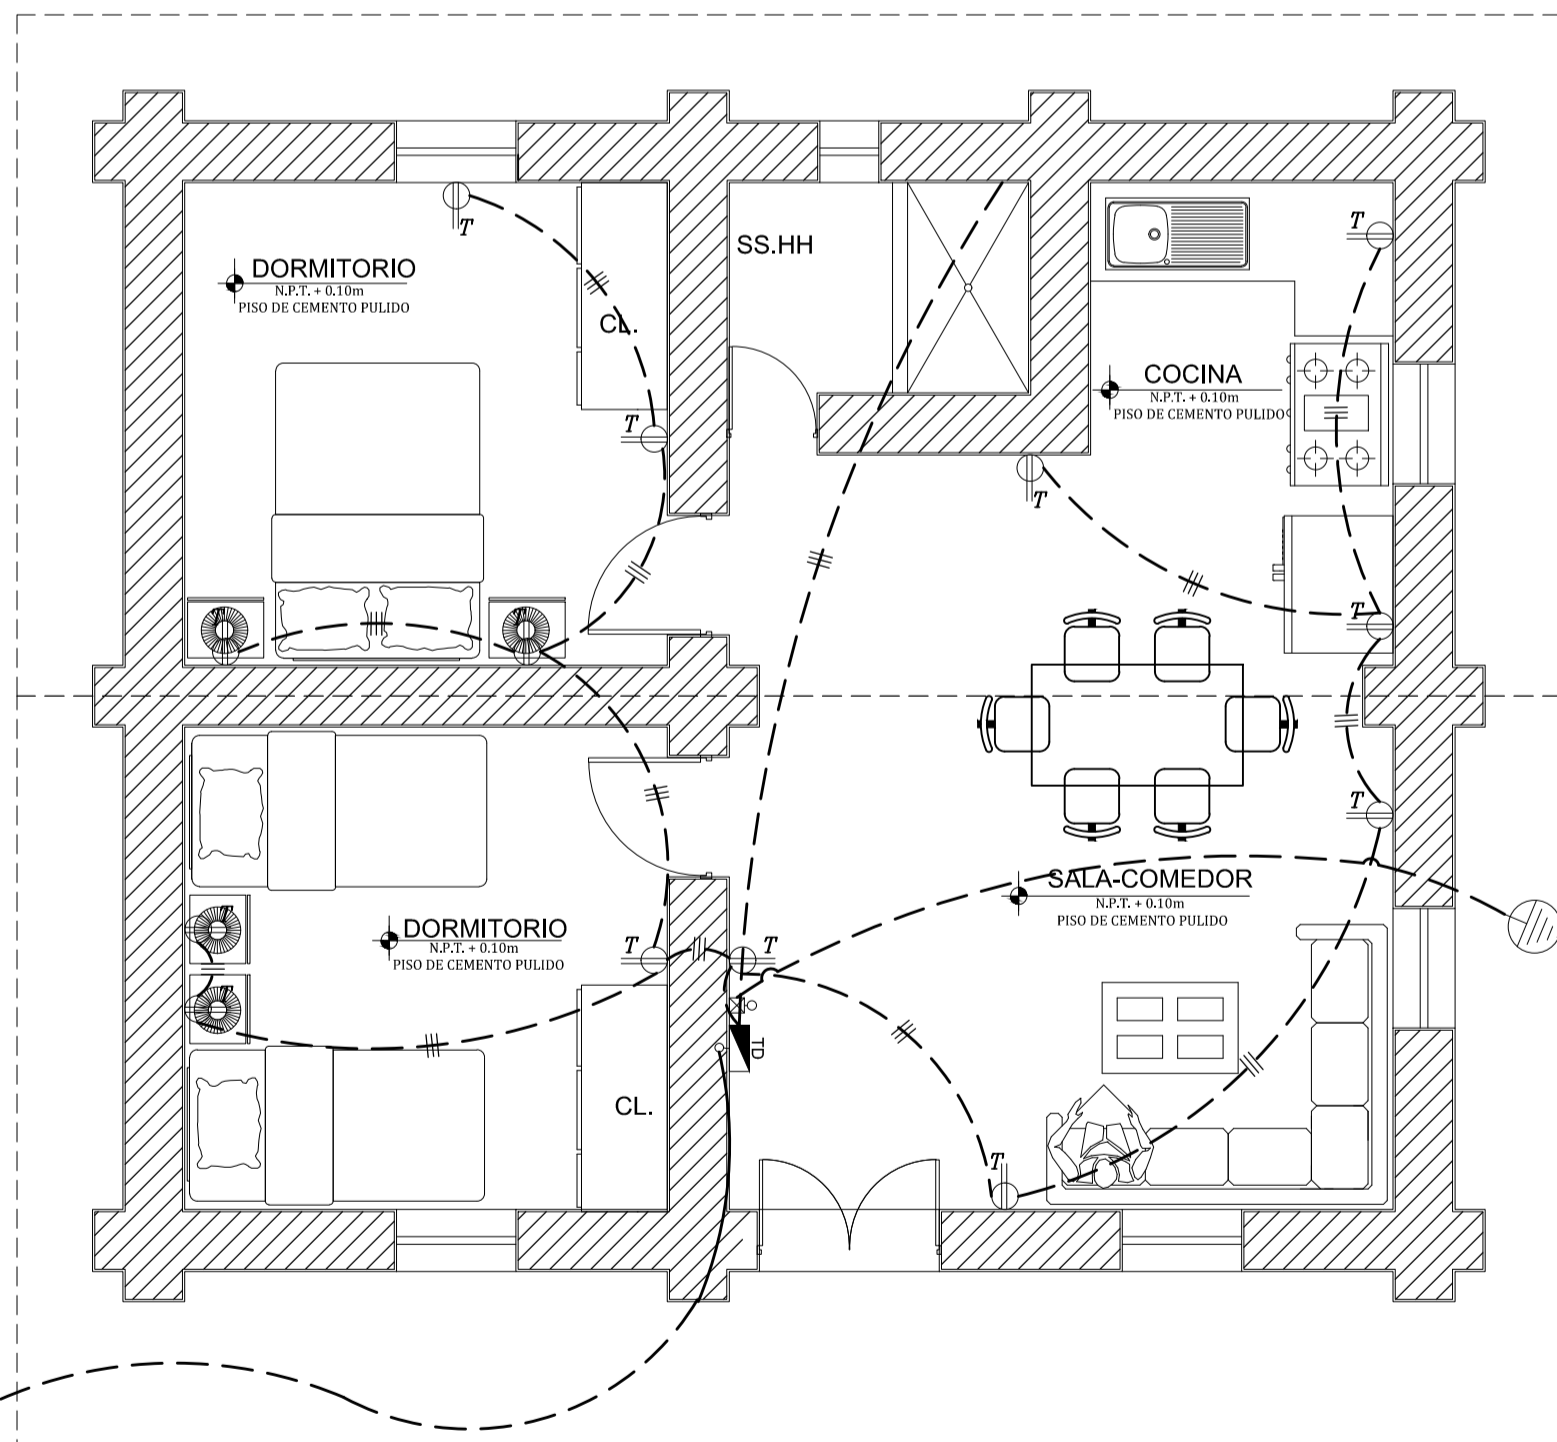 T
T
SS.HH
DORMITORIO
N.P.T. + 0.10m
PISO DE CEMENTO PULIDO
CL.
COCINA
N.P.T. + 0.10m
PISO DE CEMENTO PULIDO
T
T
T
T
T
T
SALA-COMEDOR
N.P.T. + 0.10m
PISO DE CEMENTO PULIDO
T
DORMITORIO
N.P.T. + 0.10m
PISO DE CEMENTO PULIDO
T
T
T
TD
CL.
T